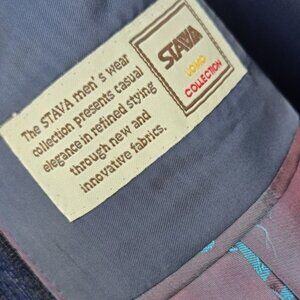 The STAVA men's wear
collection presents casual
elegance in refined styling
through new and
innovative fabrics.
STAVA
UOMO
COLLECTION